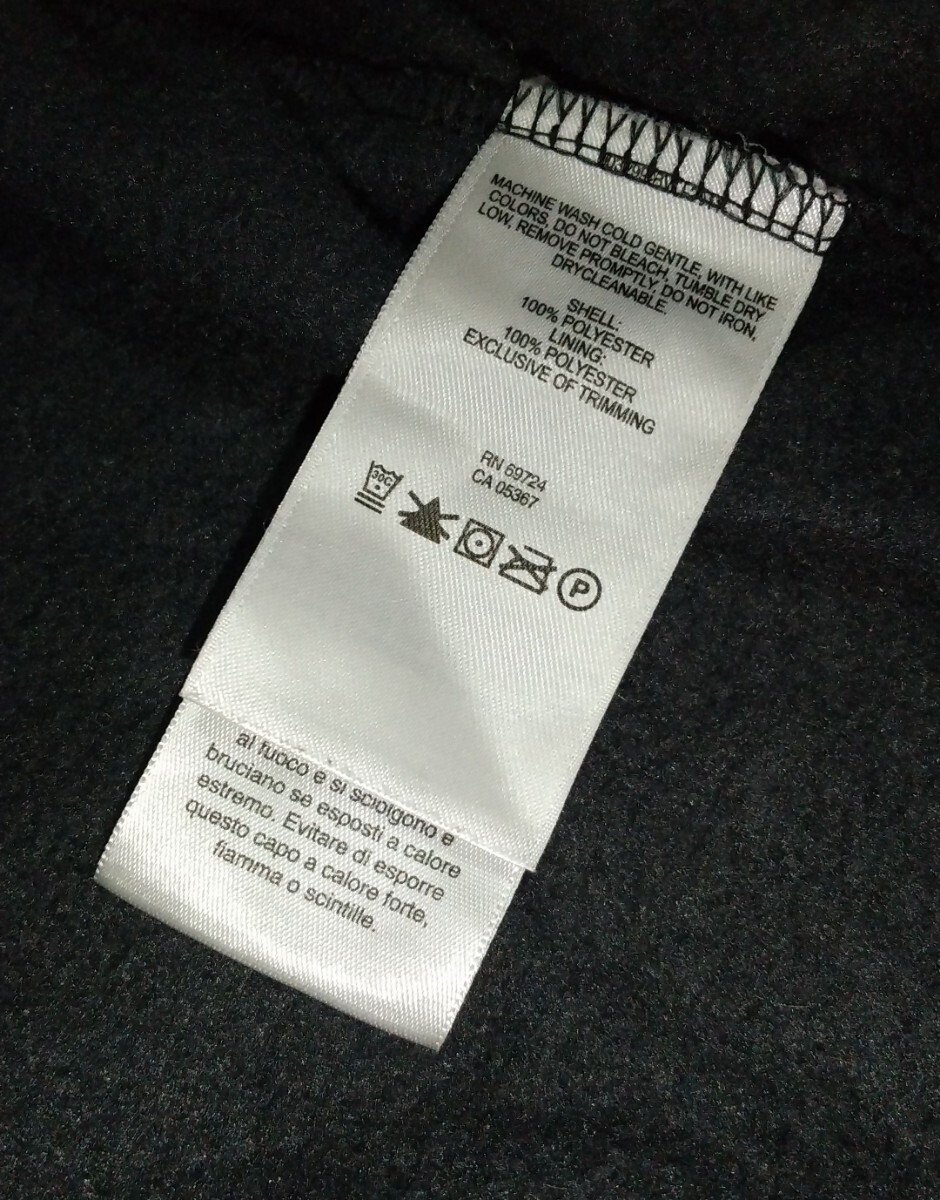 MACHINE WASH COLD GENTLE, WITH LIKE
COLORS, DO NOT BLEACH, TUMBLE DRY
LOW, REMOVE PROMPTLY, DO NOT IRON,
DRYCLEANABLE.
SHELL:
100% POLYESTER
LINING:
100% POLYESTER
EXCLUSIVE OF TRIMMING
RN 69724
CA 05367
30C
P
al fuoco e si sciolgono e
bruciano se esposti a calore
estremo. Evitare di esporre
questo capo a calore forte,
fiamma o scintille.